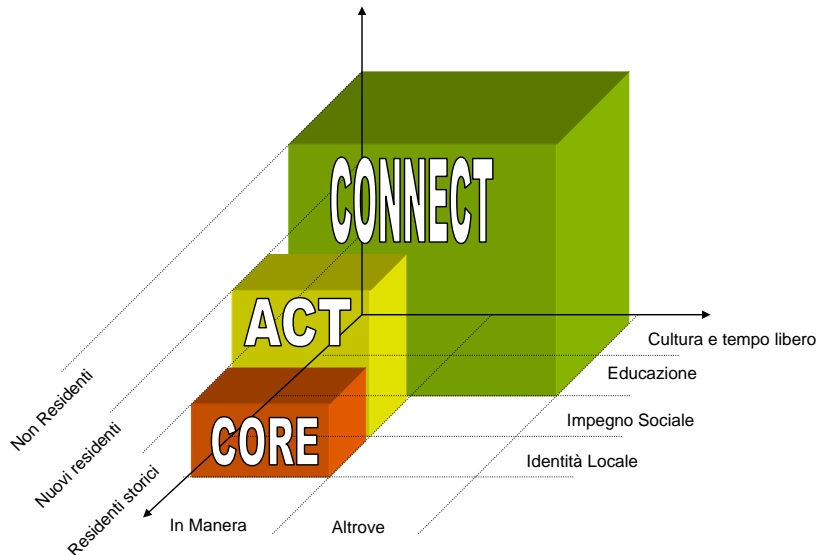 CONNECT
ACT
CORE
Cultura e tempo libero
Educazione
Impegno Sociale
Identità Locale
Non Residenti
Nuovi residenti
Residenti storici
In Manera
Altrove